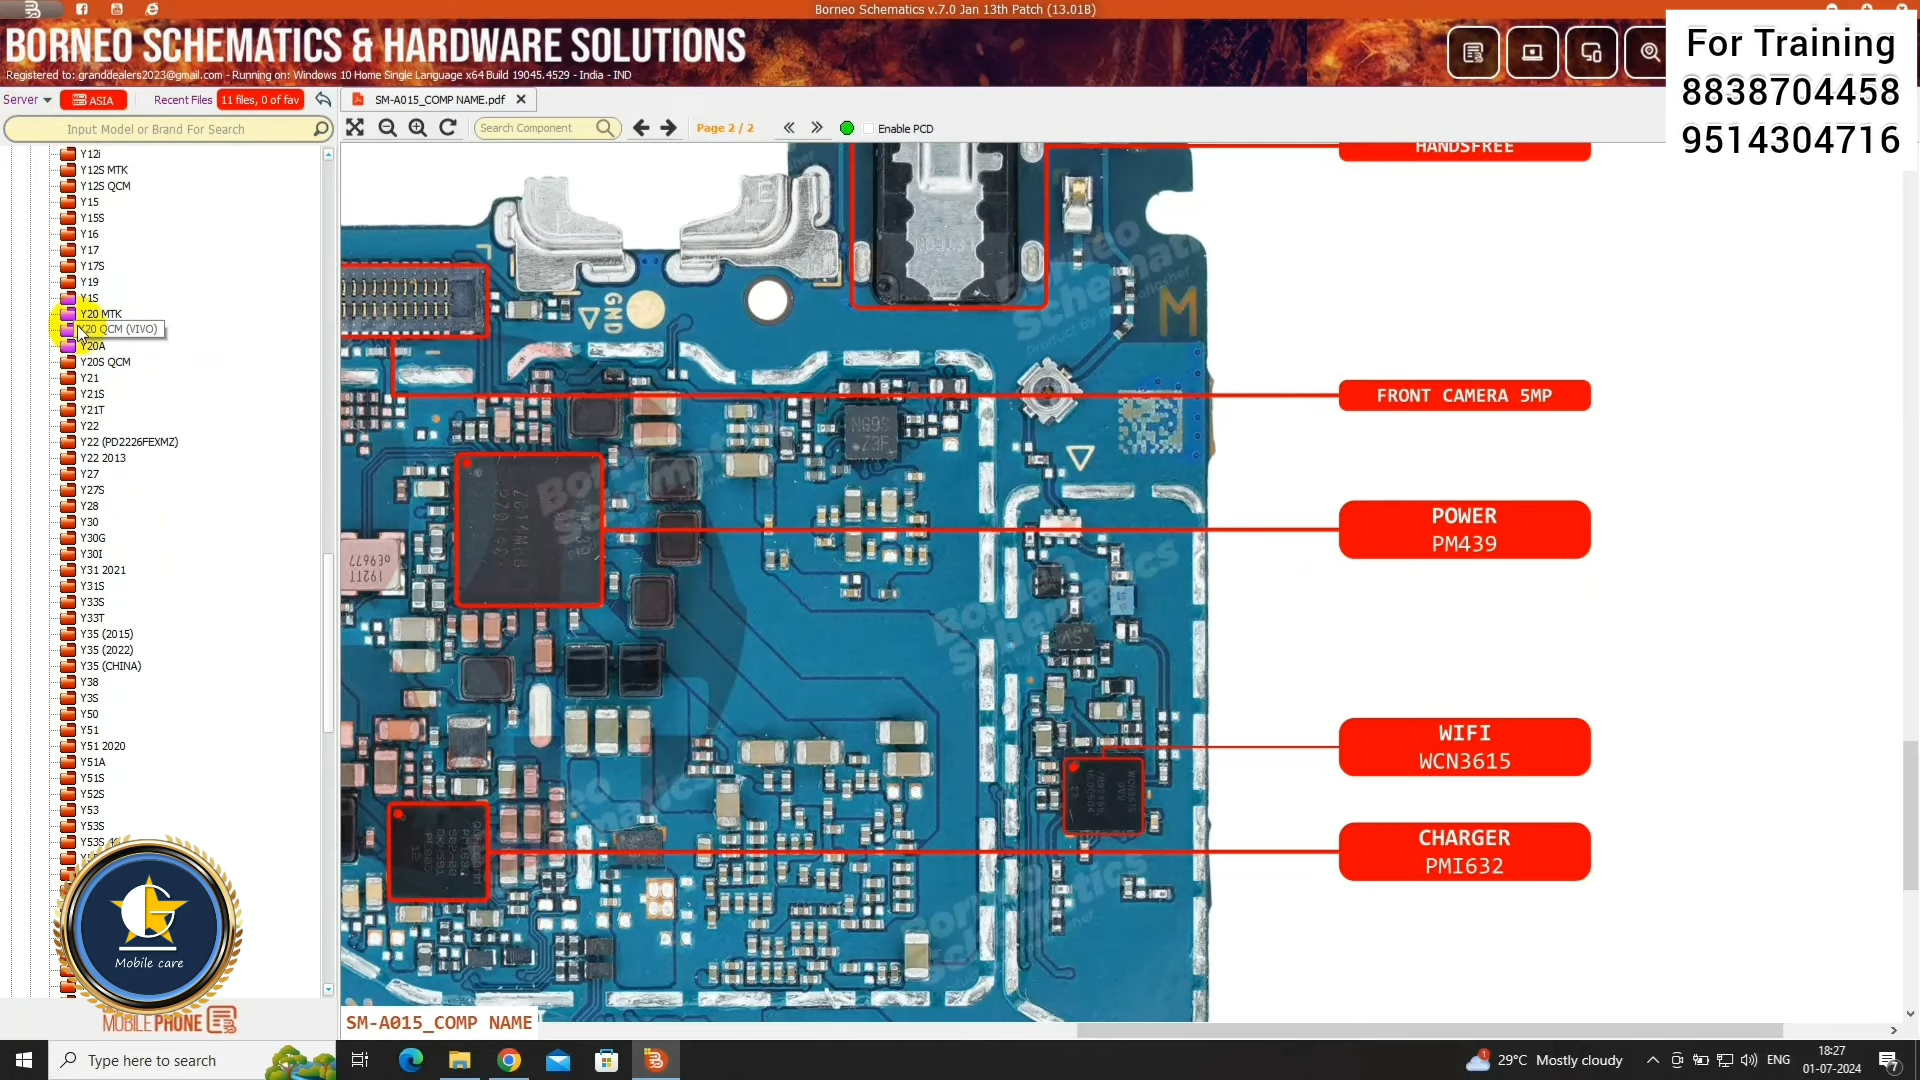 Borneo Schematics v.7.0 Jan 13th Patch (13.01B)
BORNEO SCHEMATICS & HARDWARE SOLUTIONS
Registered to: granddealers2023@gmail.com - Running on: Windows 10 Home Single Language x64 Build 19045.4529 - India - IND
For Training
8838704458
9514304716
Server
ASIA
Recent Files
11 files, 0 of fav
SM-A015_COMP NAME.pdf
Input Model or Brand For Search
Search Component
Page 2 / 2
Enable PCD
Y12i
Y12S MTK
Y12S QCM
Y15
Y15S
Y16
Y17
Y17S
Y19
Y1S
Y20 MTK
Y20 QCM (VIVO)
Y20A
Y20S QCM
Y21
Y21S
Y21T
Y22
Y22 (PD2226FEXMZ)
Y22 2013
Y27
Y27S
Y28
Y30
Y30G
Y30I
Y31 2021
Y31S
Y33S
Y33T
Y35 (2015)
Y35 (2022)
Y35 (CHINA)
Y38
Y3S
Y50
Y51
Y51 2020
Y51A
Y51S
Y52S
Y53
Y53S
Y53S
G
Mobile care
MOBILEPHONE
HANDSFREE
GND
M
FRONT CAMERA 5MP
NG9S
POWER
PM439
WIFI
WCN3615
CHARGER
PMI632
Borneo
Schematics
SM-A015_COMP NAME
Type here to search
29°C Mostly cloudy
ENG
18:27
01-07-2024
7